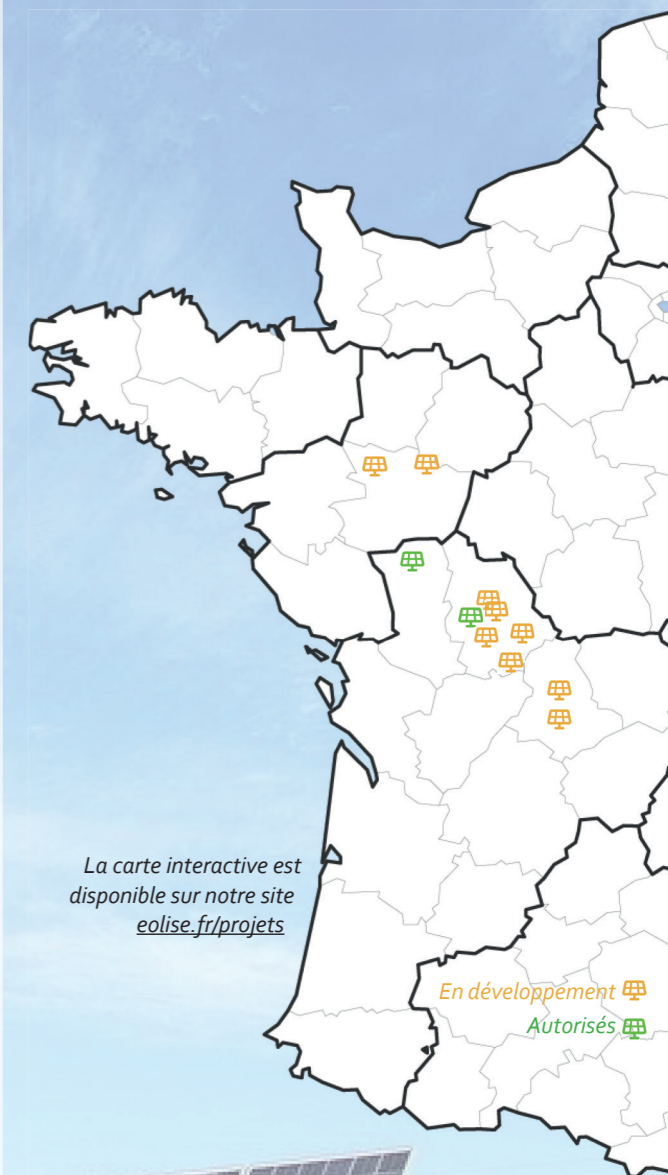 La carte interactive est
disponible sur notre site
eolise.fr/projets
En développement
Autorisés